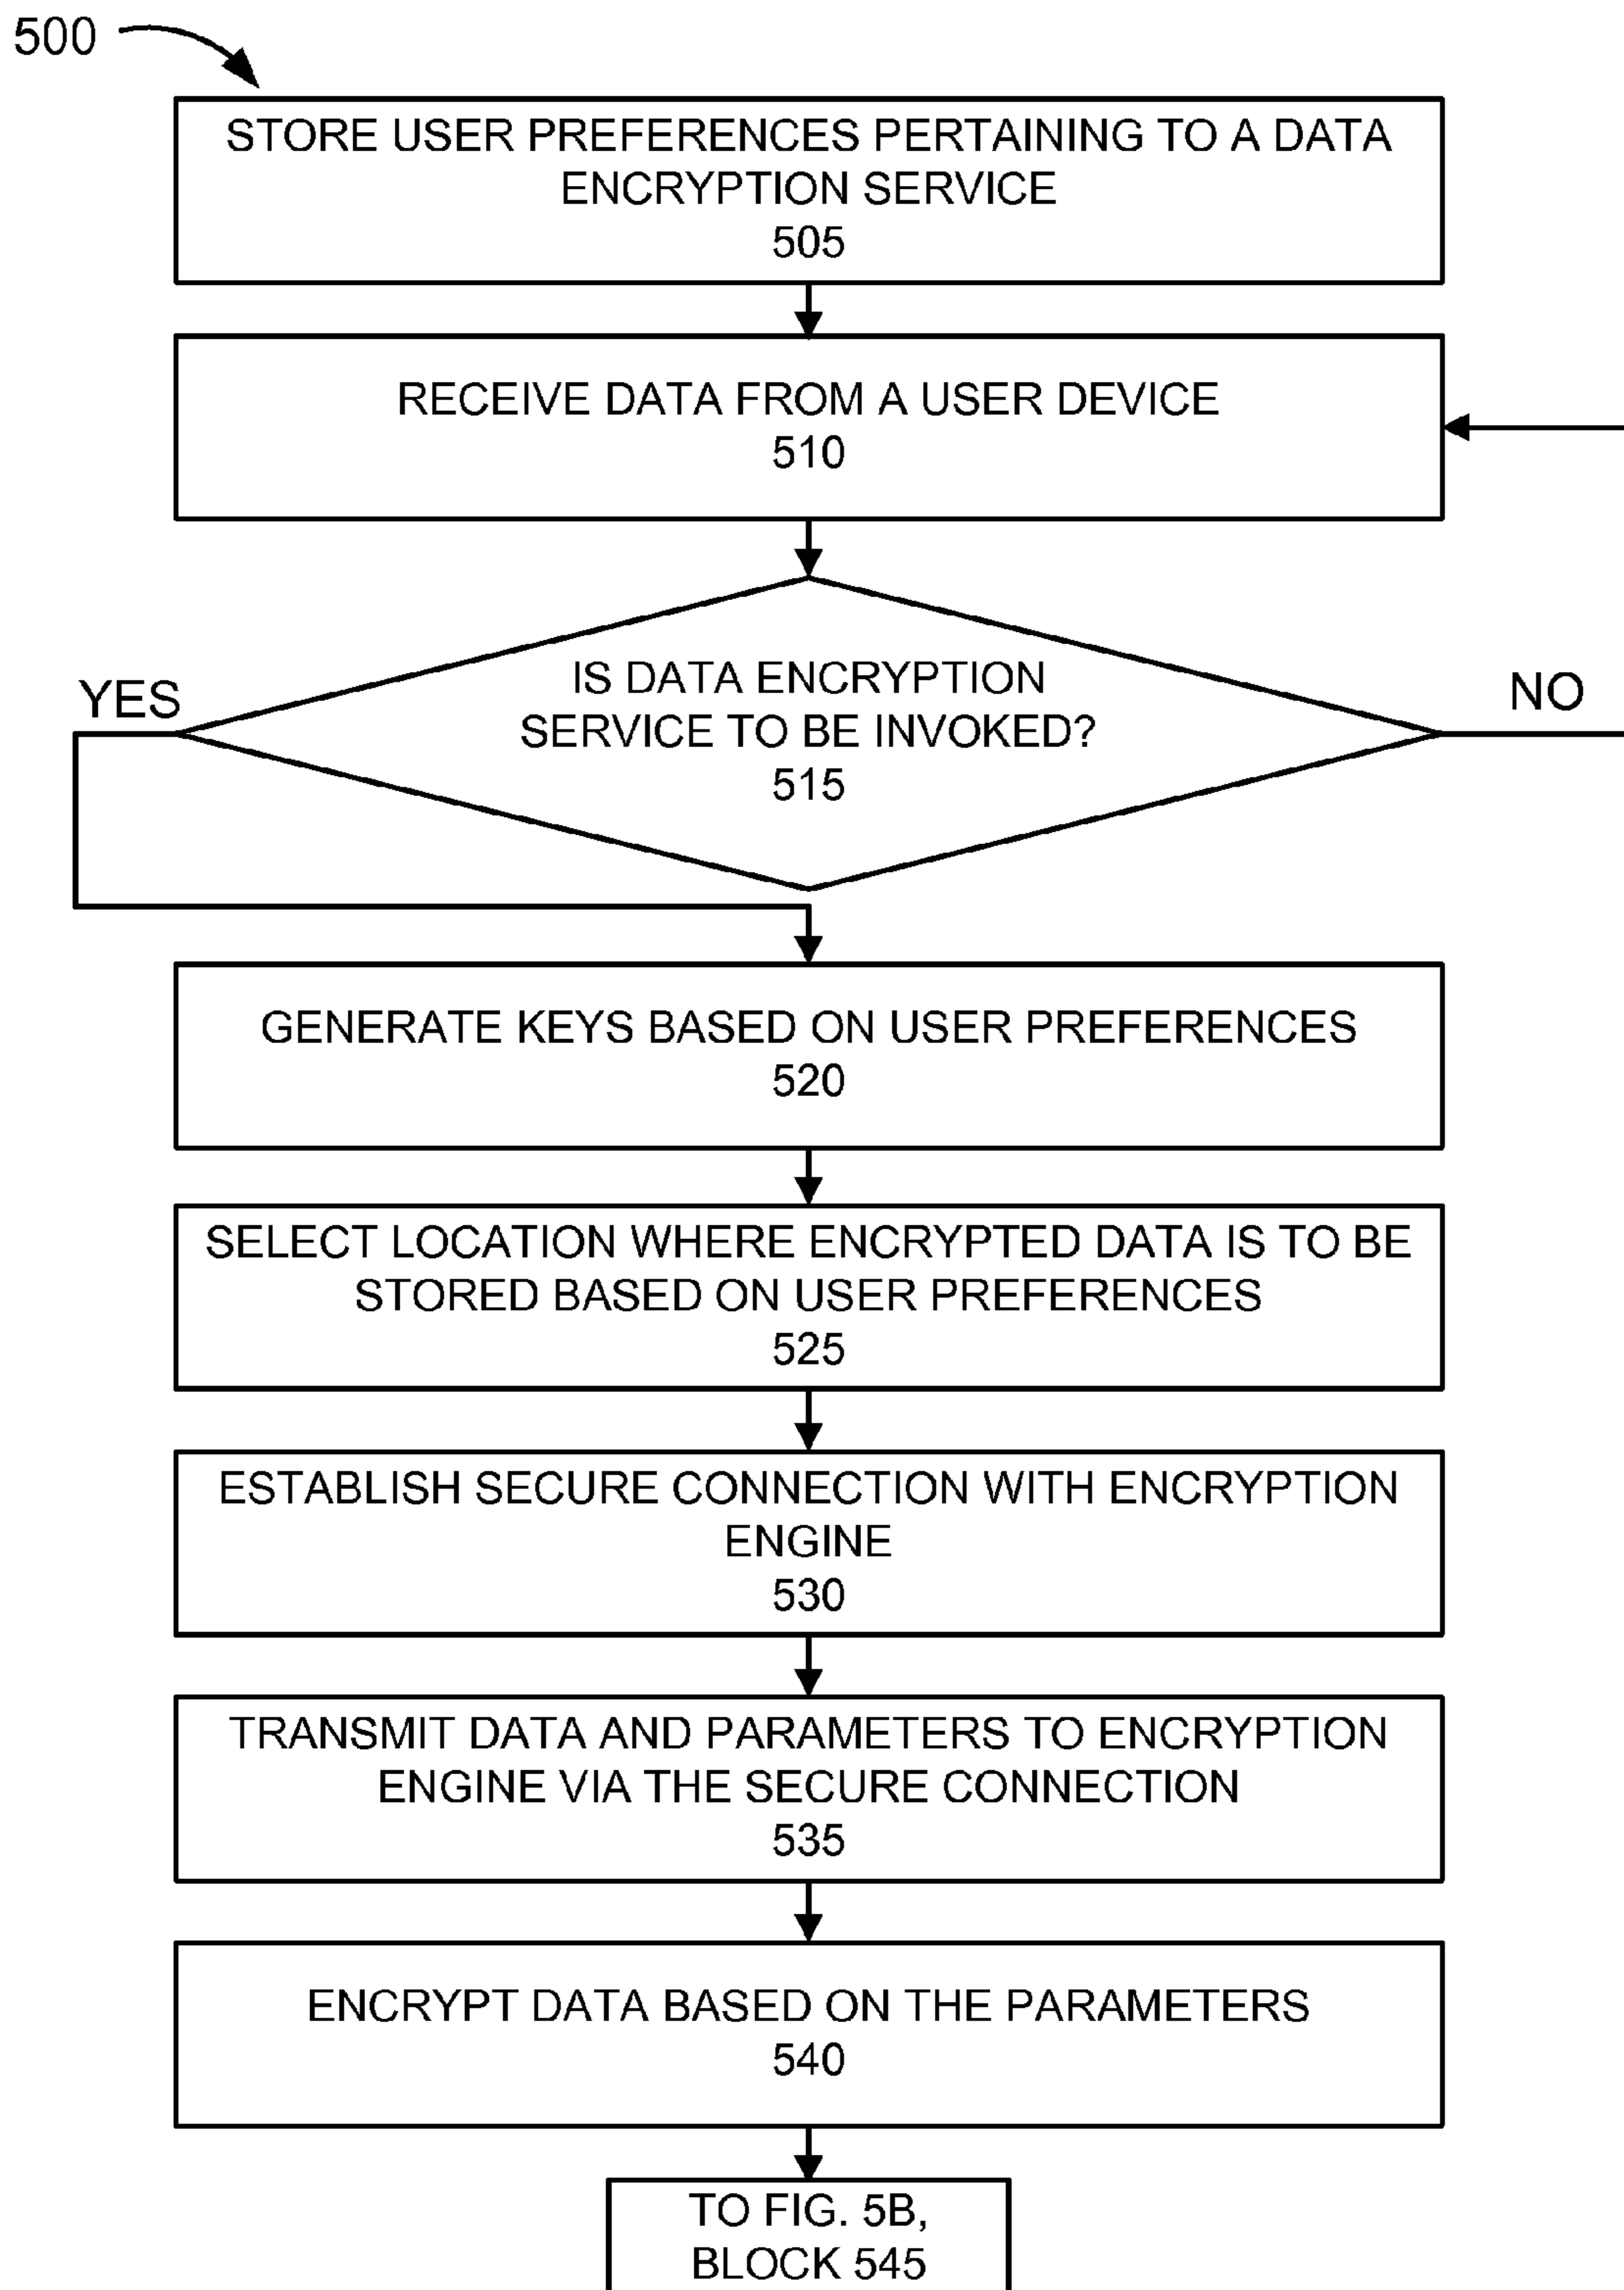 500
STORE USER PREFERENCES PERTAINING TO A DATA
ENCRYPTION SERVICE
505
RECEIVE DATA FROM A USER DEVICE
510
IS DATA ENCRYPTION
SERVICE TO BE INVOKED?
515
YES
NO
GENERATE KEYS BASED ON USER PREFERENCES
520
SELECT LOCATION WHERE ENCRYPTED DATA IS TO BE
STORED BASED ON USER PREFERENCES
525
ESTABLISH SECURE CONNECTION WITH ENCRYPTION
ENGINE
530
TRANSMIT DATA AND PARAMETERS TO ENCRYPTION
ENGINE VIA THE SECURE CONNECTION
535
ENCRYPT DATA BASED ON THE PARAMETERS
540
TO FIG. 5B,
BLOCK 545